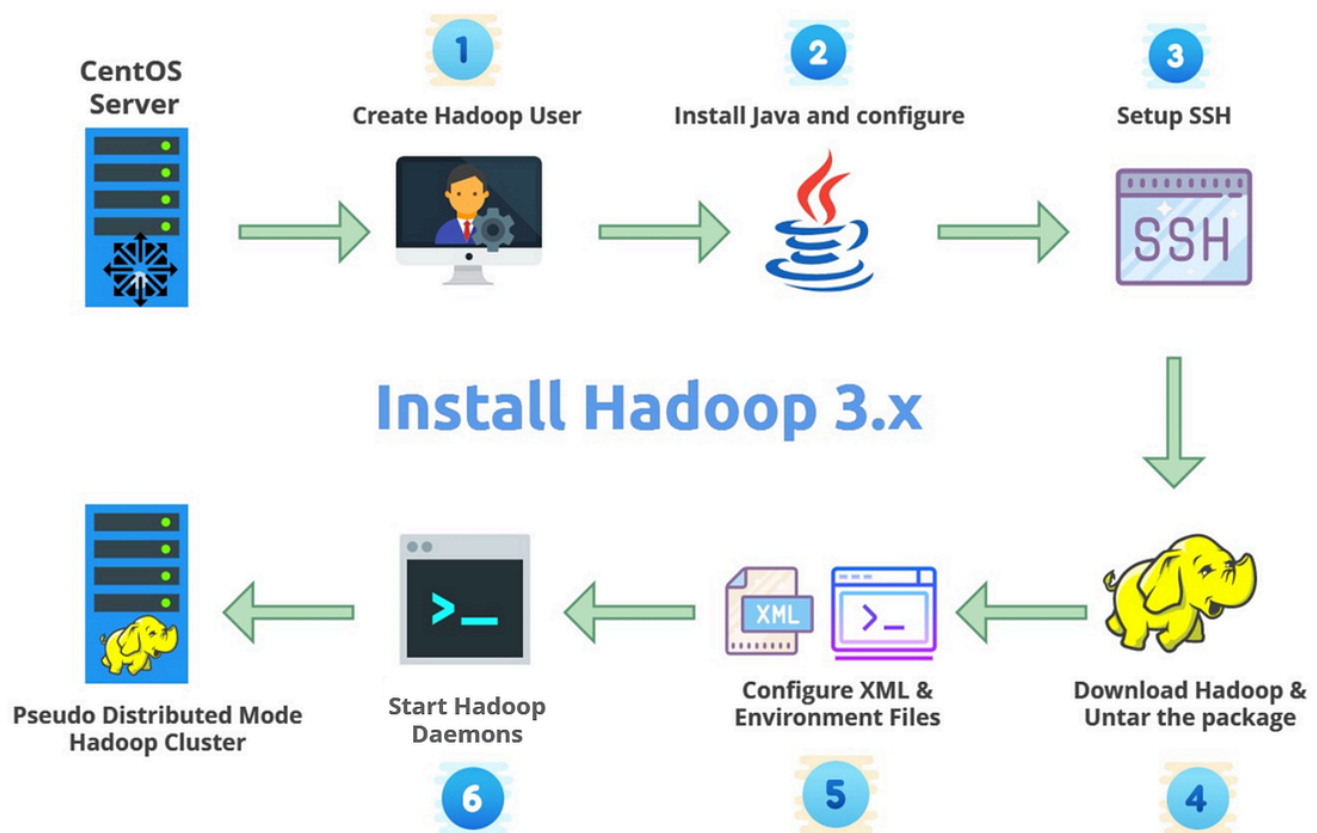 CentOS
Server
1
Create Hadoop User
2
Install Java and configure
3
Setup SSH
SSH
Install Hadoop 3.x
Download Hadoop &
Untar the package
4
XML
>_
Configure XML &
Environment Files
5
>_
Start Hadoop
Daemons
6
Pseudo Distributed Mode
Hadoop Cluster